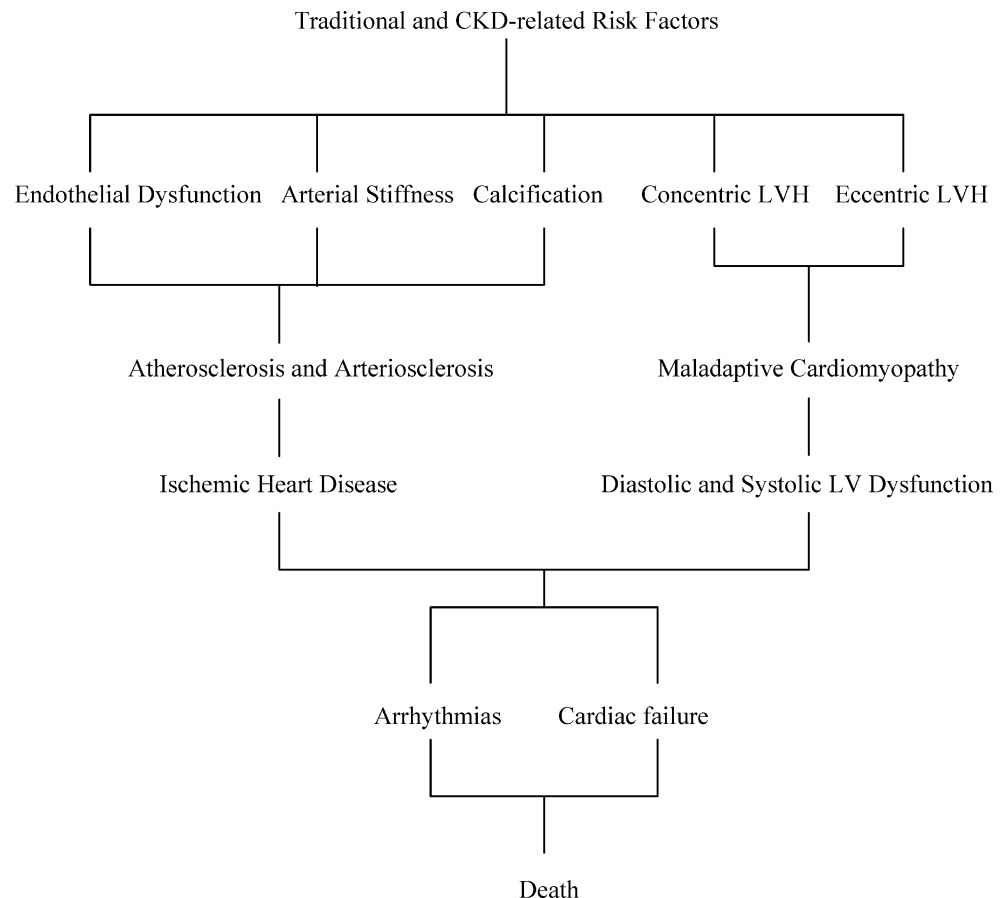 Traditional and CKD-related Risk Factors
Endothelial Dysfunction Arterial Stiffness Calcification Concentric LVH Eccentric LVH
Atherosclerosis and Arteriosclerosis Maladaptive Cardiomyopathy
Ischemic Heart Disease Diastolic and Systolic LV Dysfunction
Arrhythmias Cardiac failure
Death